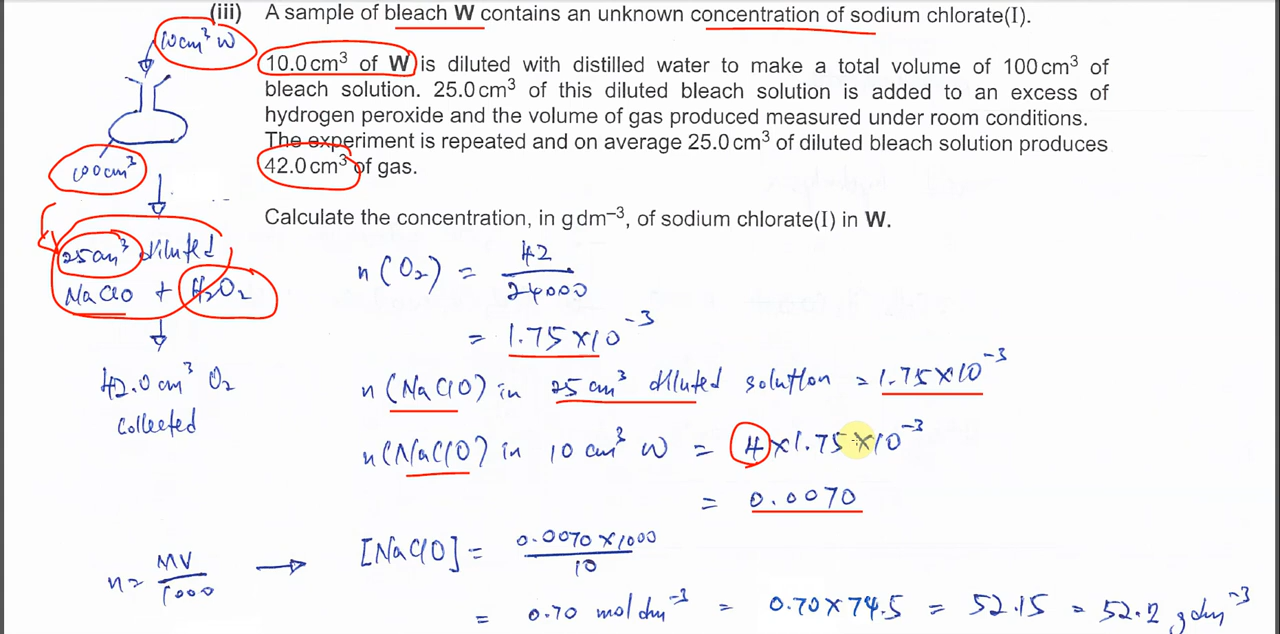 (iii) A sample of bleach W contains an unknown concentration of sodium chlorate(I).
10.0 cm³ of W is diluted with distilled water to make a total volume of 100 cm³ of
bleach solution. 25.0 cm³ of this diluted bleach solution is added to an excess of
hydrogen peroxide and the volume of gas produced measured under room conditions.
The experiment is repeated and on average 25.0 cm³ of diluted bleach solution produces
42.0 cm³ of gas.
Calculate the concentration, in g dm⁻³, of sodium chlorate(I) in W.
10cm³ W
100cm³
25cm³ diluted
NaClO + H₂O₂
42.0 cm³ O₂
collected
n(O₂) = 42/24000
= 1.75×10⁻³
n(NaClO) in 25 cm³ diluted solution = 1.75×10⁻³
n(NaClO) in 10 cm³ W = 4×1.75×10⁻³
= 0.0070
n= MV/1000 → [NaClO] = 0.0070×1000/10
= 0.70 mol dm⁻³ = 0.70×74.5 = 52.15 = 52.2 g dm⁻³